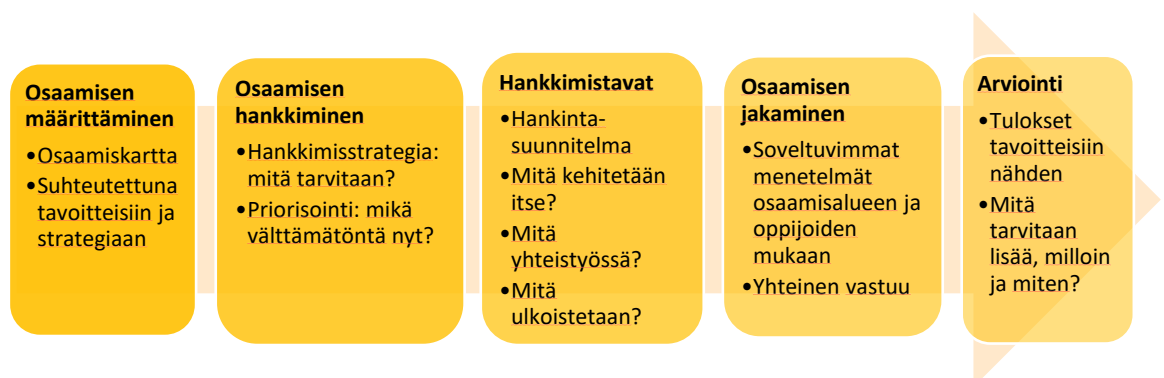 Osaamisen
määrittäminen
•Osaamiskartta
•Suhteutettuna
tavoitteisiin ja
strategiaan
Osaamisen
hankkiminen
•Hankkimisstrategia:
mitä tarvitaan?
•Priorisointi: mikä
välttämätöntä nyt?
Hankkimistavat
•Hankinta-
suunnitelma
•Mitä kehitetään
itse?
•Mitä
yhteistyössä?
•Mitä
ulkoistetaan?
Osaamisen
jakaminen
•Soveltuvimmat
menetelmät
osaamisalueen ja
oppijoiden
mukaan
•Yhteinen vastuu
Arviointi
•Tulokset
tavoitteisiin
nähden
•Mitä
tarvitaan
lisää, milloin
ja miten?